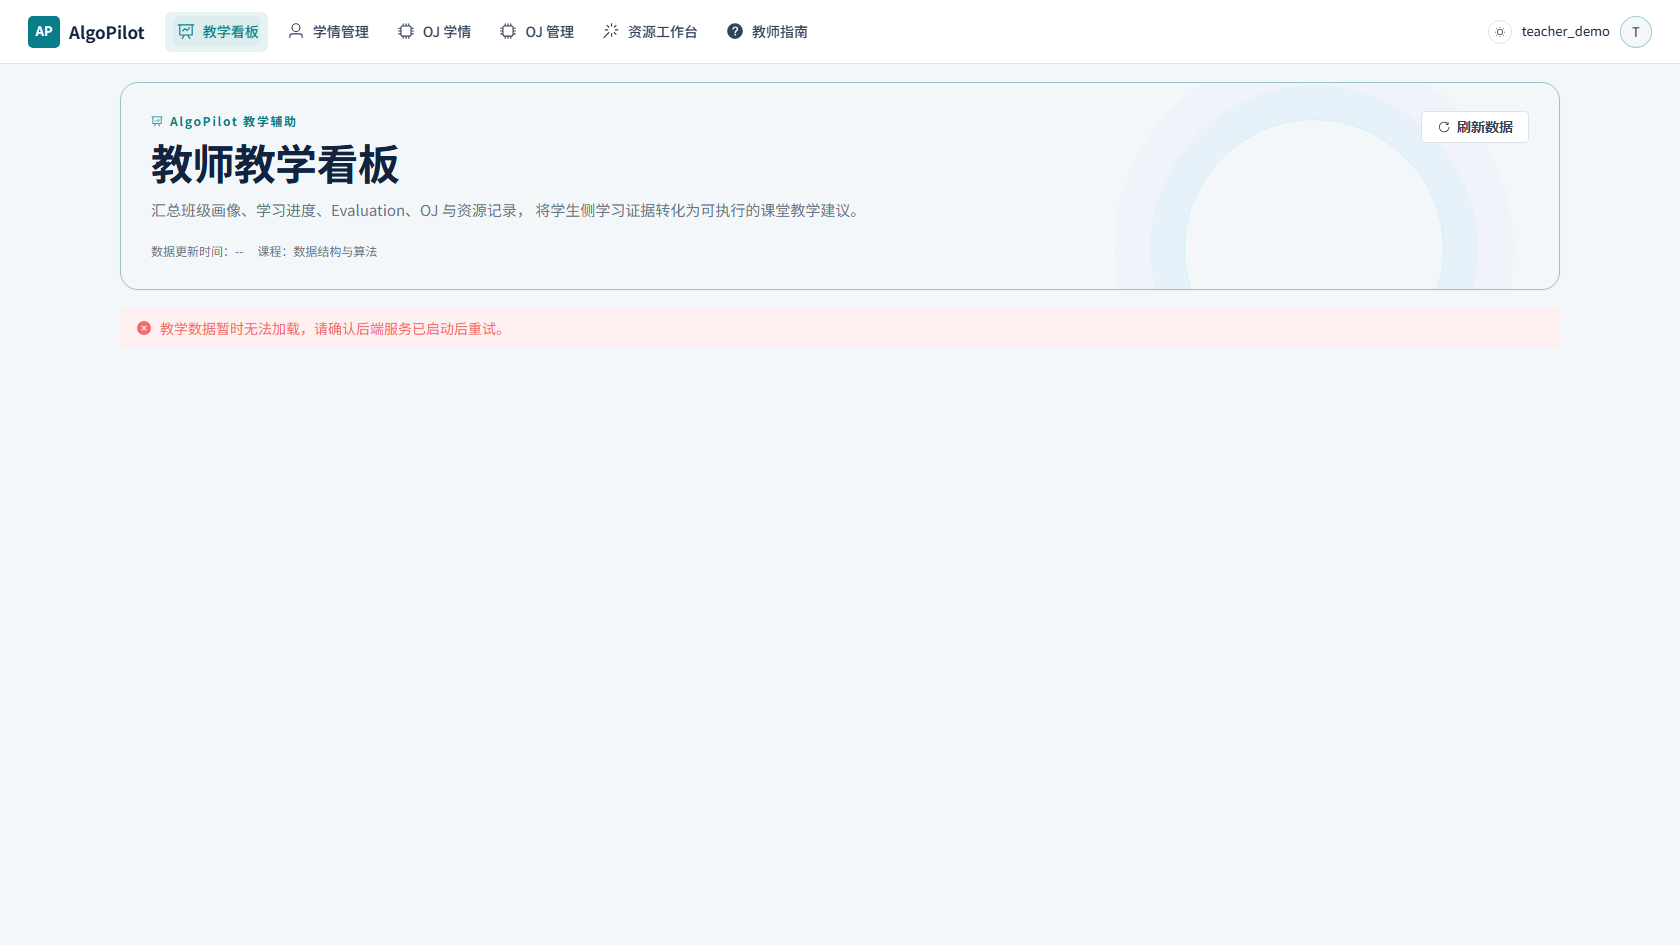 AP AlgoPilot 教学看板 学情管理 OJ 学情 OJ 管理 资源工作台 教师指南 teacher_demo T
AlgoPilot 教学辅助
刷新数据
教师教学看板
汇总班级画像、学习进度、Evaluation、OJ 与资源记录， 将学生侧学习证据转化为可执行的课堂教学建议。
数据更新时间：-- 课程：数据结构与算法
教学数据暂时无法加载，请确认后端服务已启动后重试。